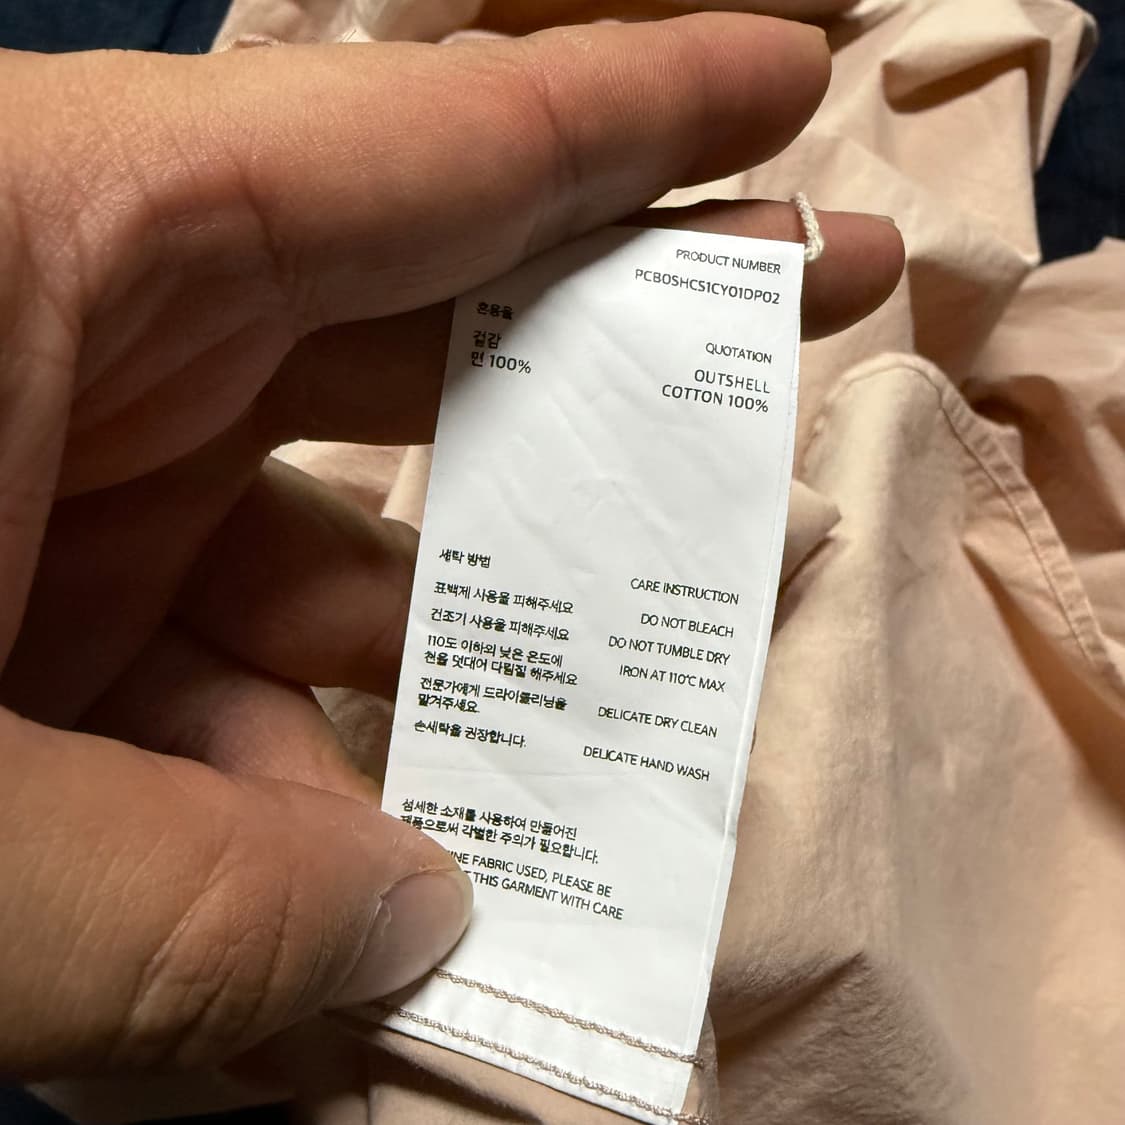 PRODUCT NUMBER
PCBOSHCS1CY01DP02
혼용율
겉감
면 100%
QUOTATION
OUTSHELL
COTTON 100%
세탁 방법
표백제 사용을 피해주세요
건조기 사용을 피해주세요
110도 이하의 낮은 온도에
천을 덧대어 다림질 해주세요
전문가에게 드라이클리닝을
맡겨주세요.
손세탁을 권장합니다.
CARE INSTRUCTION
DO NOT BLEACH
DO NOT TUMBLE DRY
IRON AT 110℃ MAX
DELICATE DRY CLEAN
DELICATE HAND WASH
섬세한 소재를 사용하여 만들어진
제품으로써 각별한 주의가 필요합니다.
FABRIC USED, PLEASE BE
THIS GARMENT WITH CARE